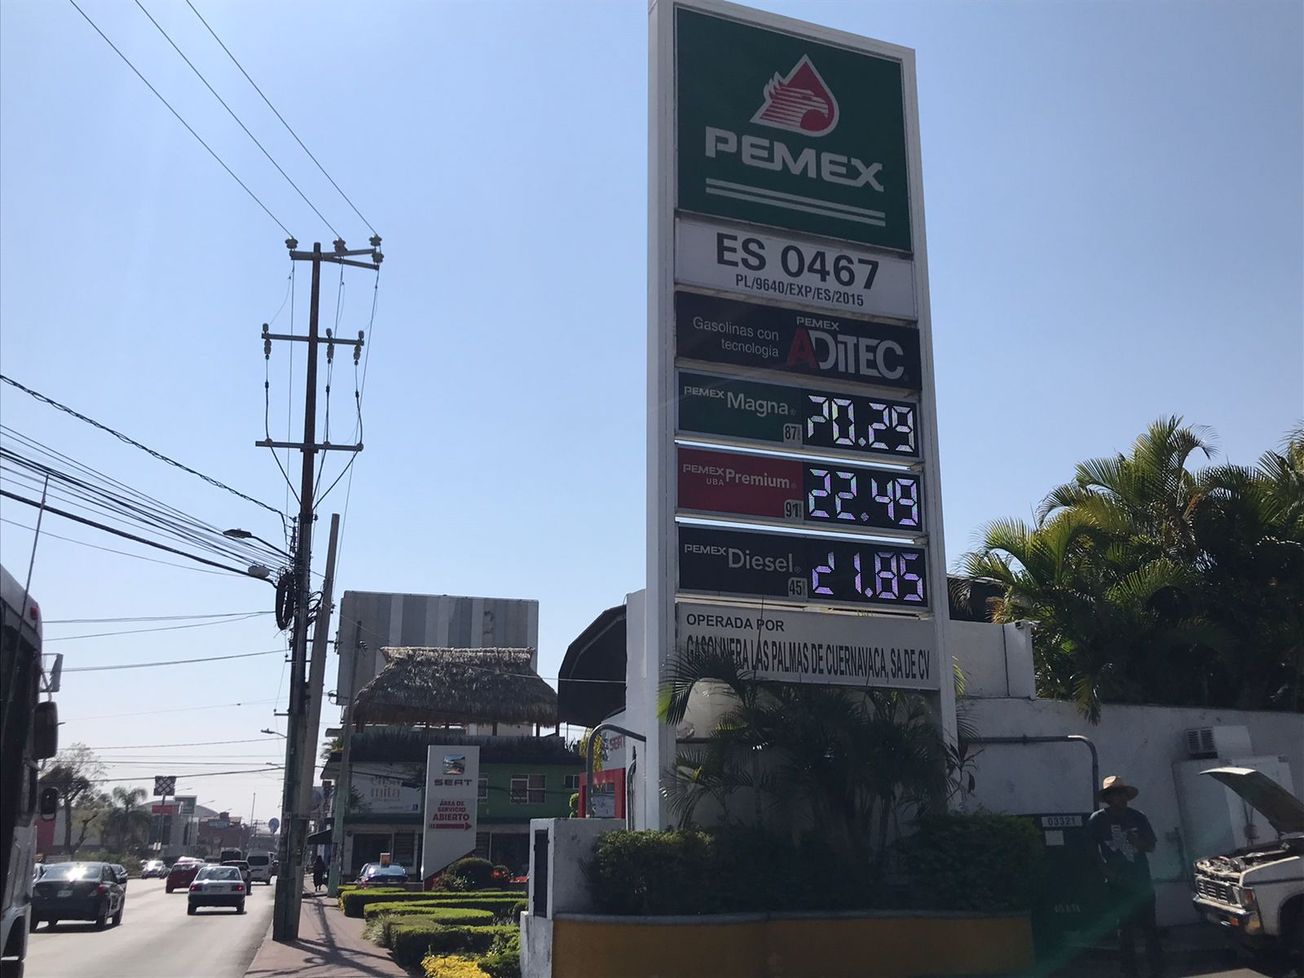 PEMEX
ES 0467
PL/9640/EXP/ES/2015
Gasolinas con
tecnología
PEMEX
ADITEC
PEMEX Magna
87
20.29
PEMEX Premium
UBA
91
22.49
PEMEX Diesel
45
21.85
OPERADA POR
GASOLINERA LAS PALMAS DE CUERNAVACA, SA DE CV
SEAT
ÁREA DE
SERVICIO
ABIERTO
mita
03321